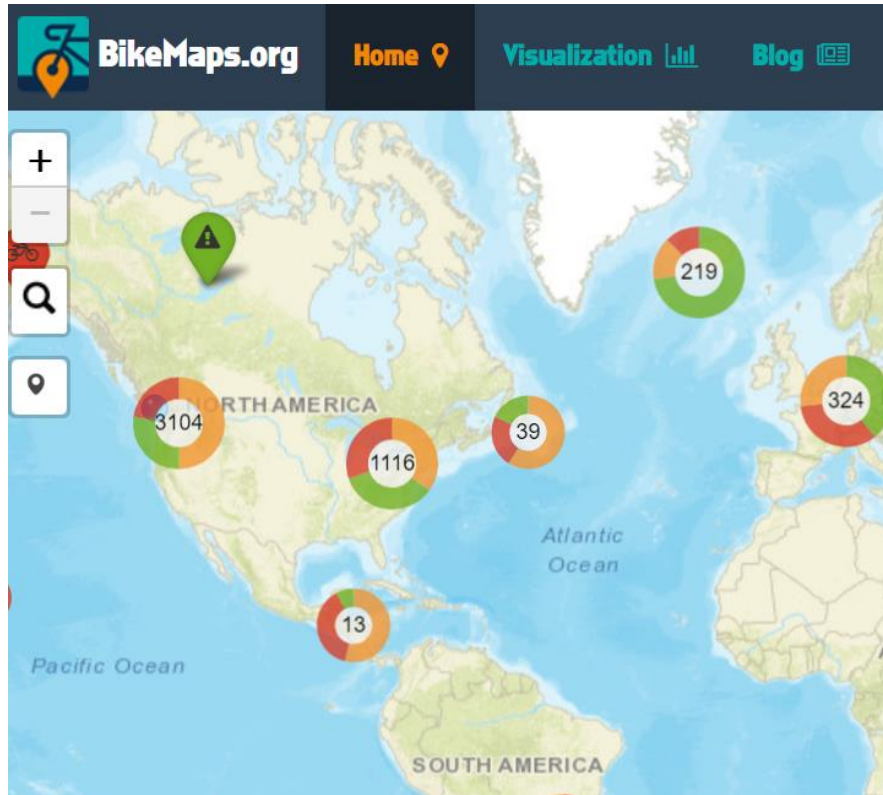 BikeMaps.org
Home
Visualization
Blog
+
−
219
324
NORTH AMERICA
3104
39
1116
Atlantic
Ocean
13
Pacific Ocean
SOUTH AMERICA